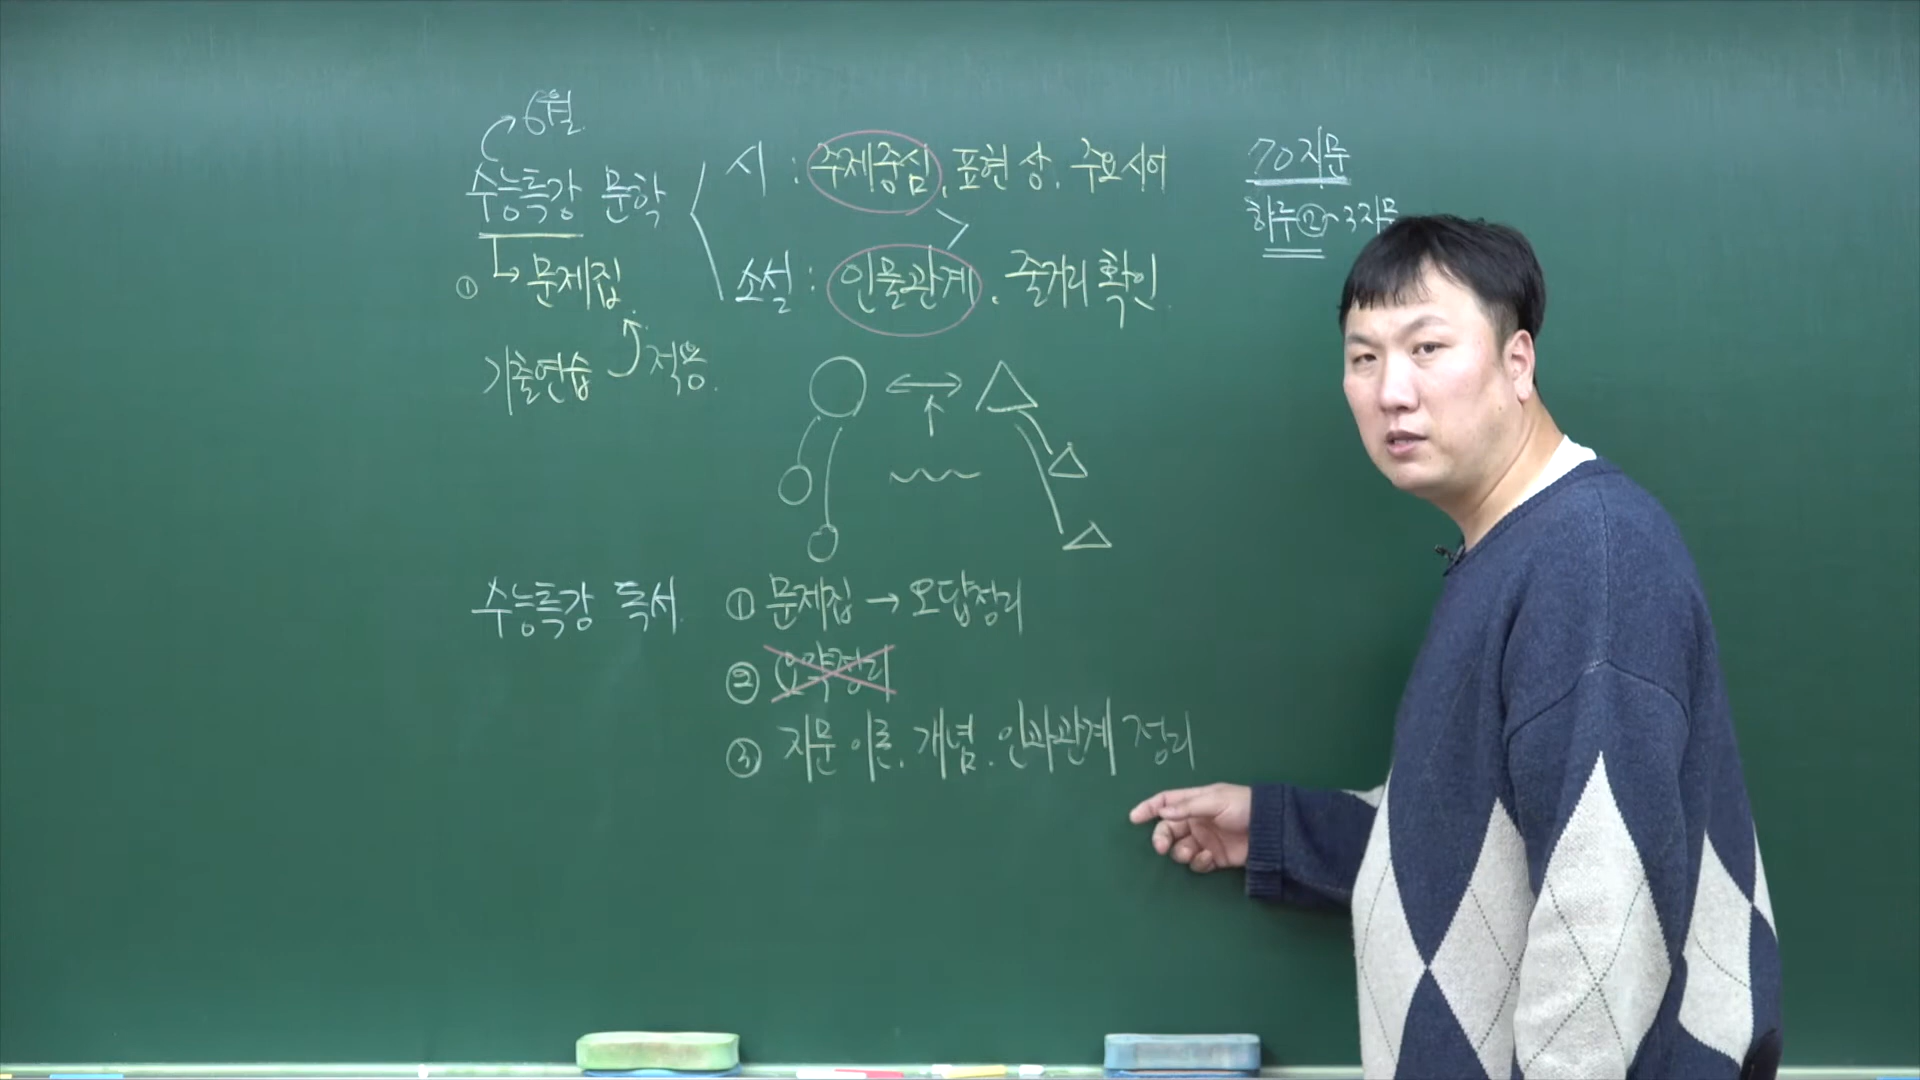 6월
수능특강 문학
시 : 주제중심, 표현상, 주요시어
소설 : 인물관계, 줄거리 확인
① 문제집
기출연습 적용
70지문
하루 ②~3지문
수능특강 독서 ① 문제집 → 오답정리
② 요약정리
③ 지문 이론, 개념, 인과관계 정리